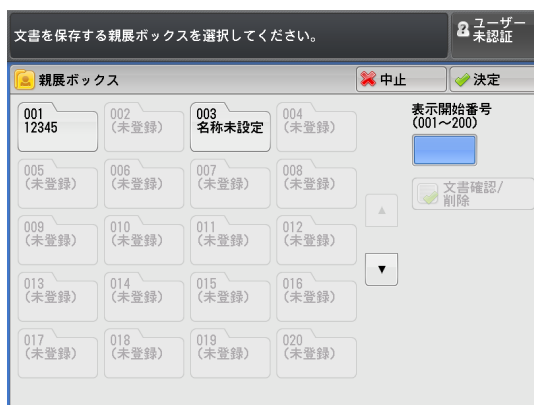 文書を保存する親展ボックスを選択してください。
ユーザー
未認証
親展ボックス
中止
決定
001
12345
002
(未登録)
003
名称未設定
004
(未登録)
表示開始番号
(001～200)
005
(未登録)
006
(未登録)
007
(未登録)
008
(未登録)
文書確認/
削除
009
(未登録)
010
(未登録)
011
(未登録)
012
(未登録)
013
(未登録)
014
(未登録)
015
(未登録)
016
(未登録)
017
(未登録)
018
(未登録)
019
(未登録)
020
(未登録)